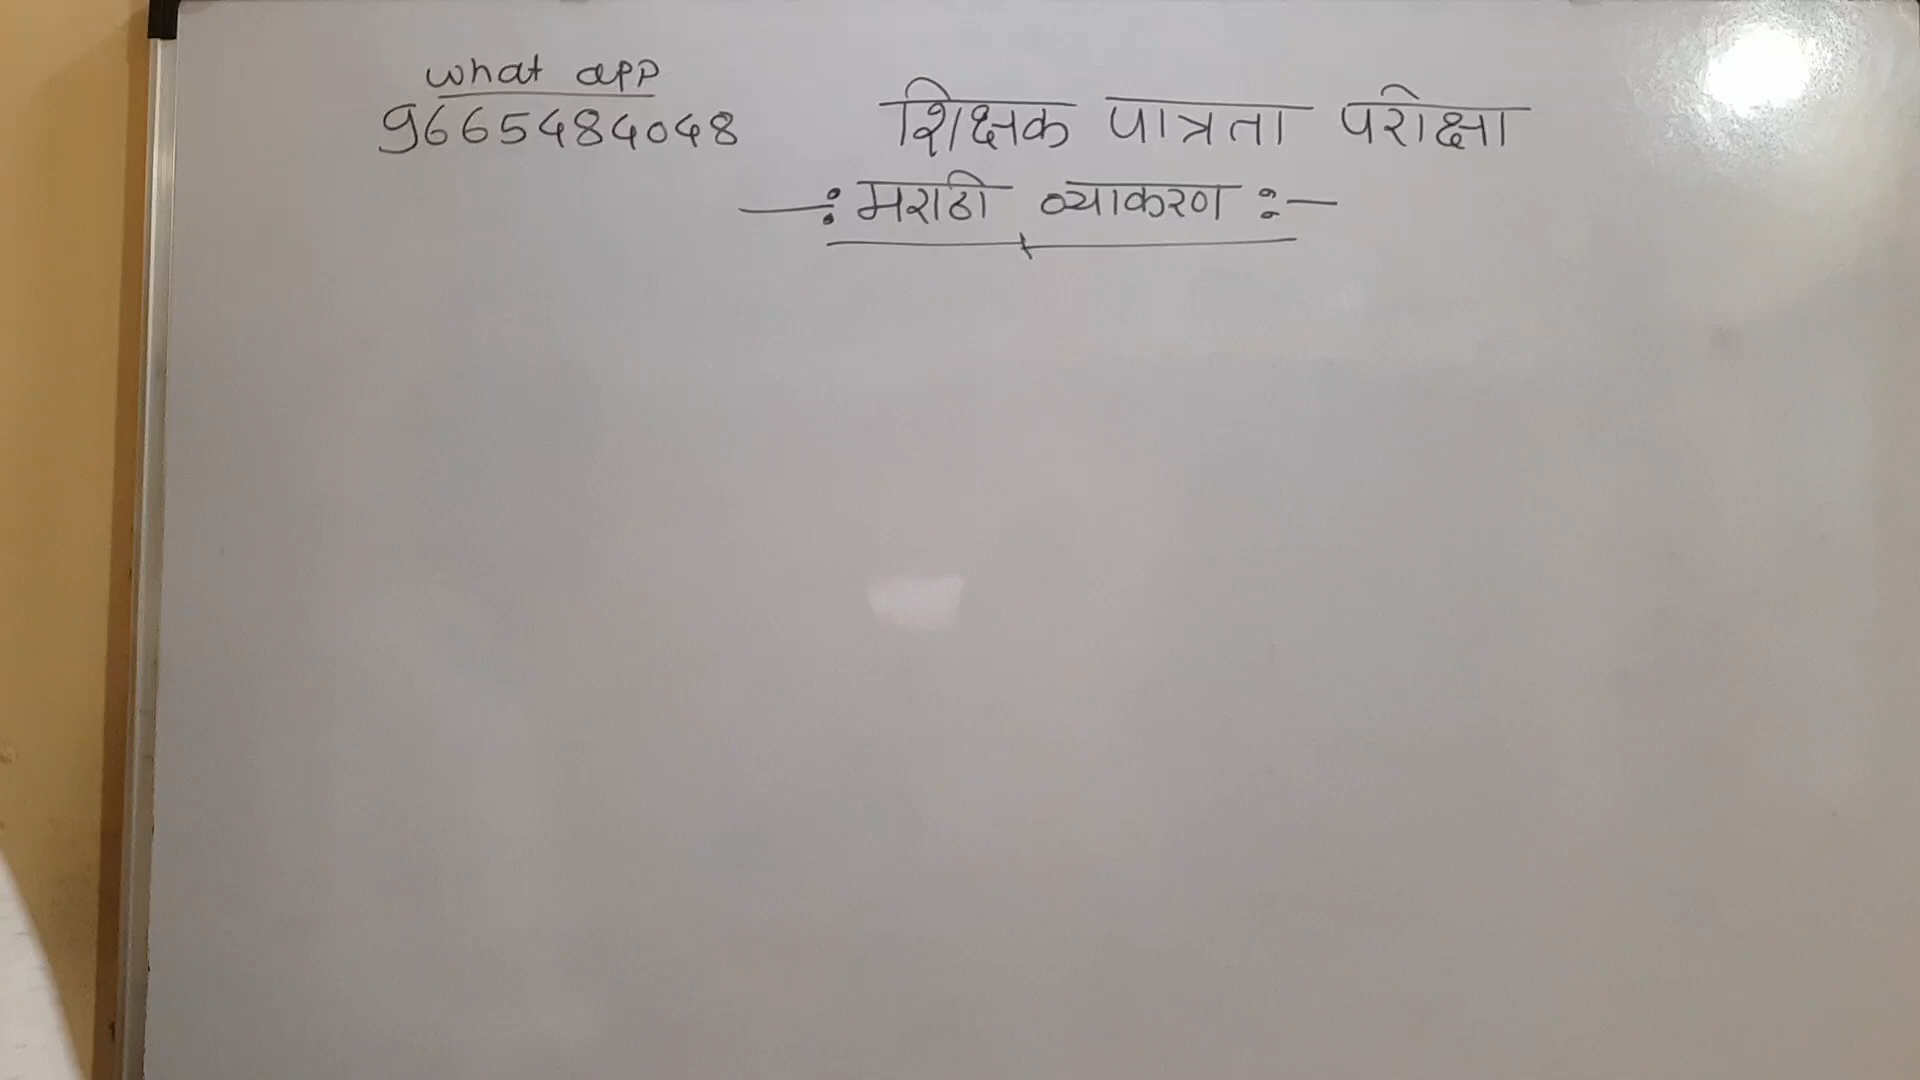 what app
9665484048
शिक्षक पात्रता परीक्षा
—: मराठी व्याकरण :—